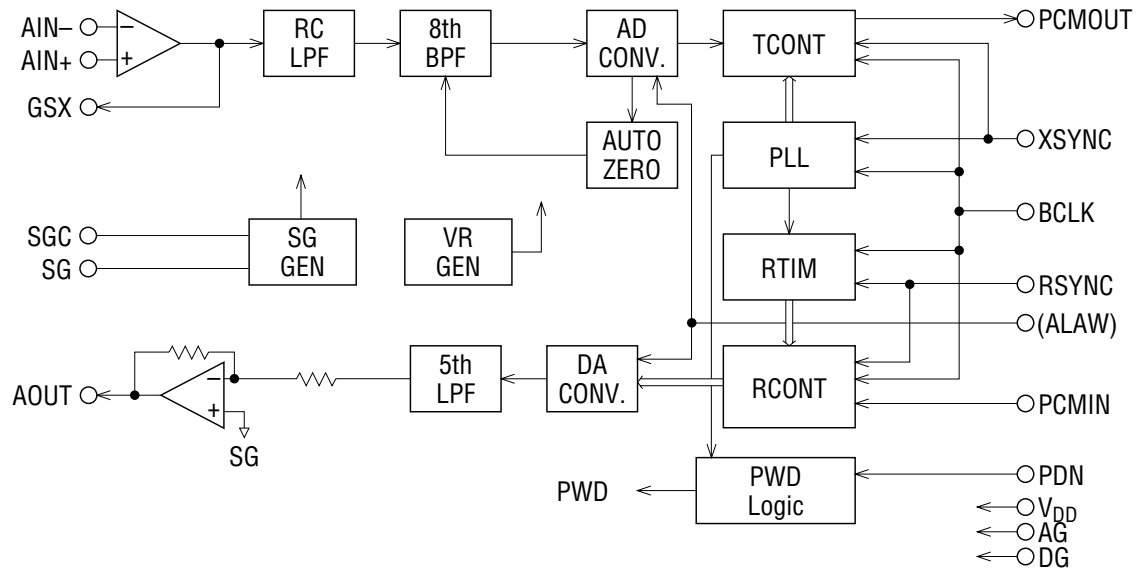 AIN–
AIN+
GSX
–
+
RC
LPF
8th
BPF
AD
CONV.
TCONT
PCMOUT
AUTO
ZERO
PLL
XSYNC
BCLK
SGC
SG
SG
GEN
VR
GEN
RTIM
RSYNC
(ALAW)
AOUT
–
+
SG
5th
LPF
DA
CONV.
RCONT
PCMIN
PWD
PWD
Logic
PDN
VDD
AG
DG